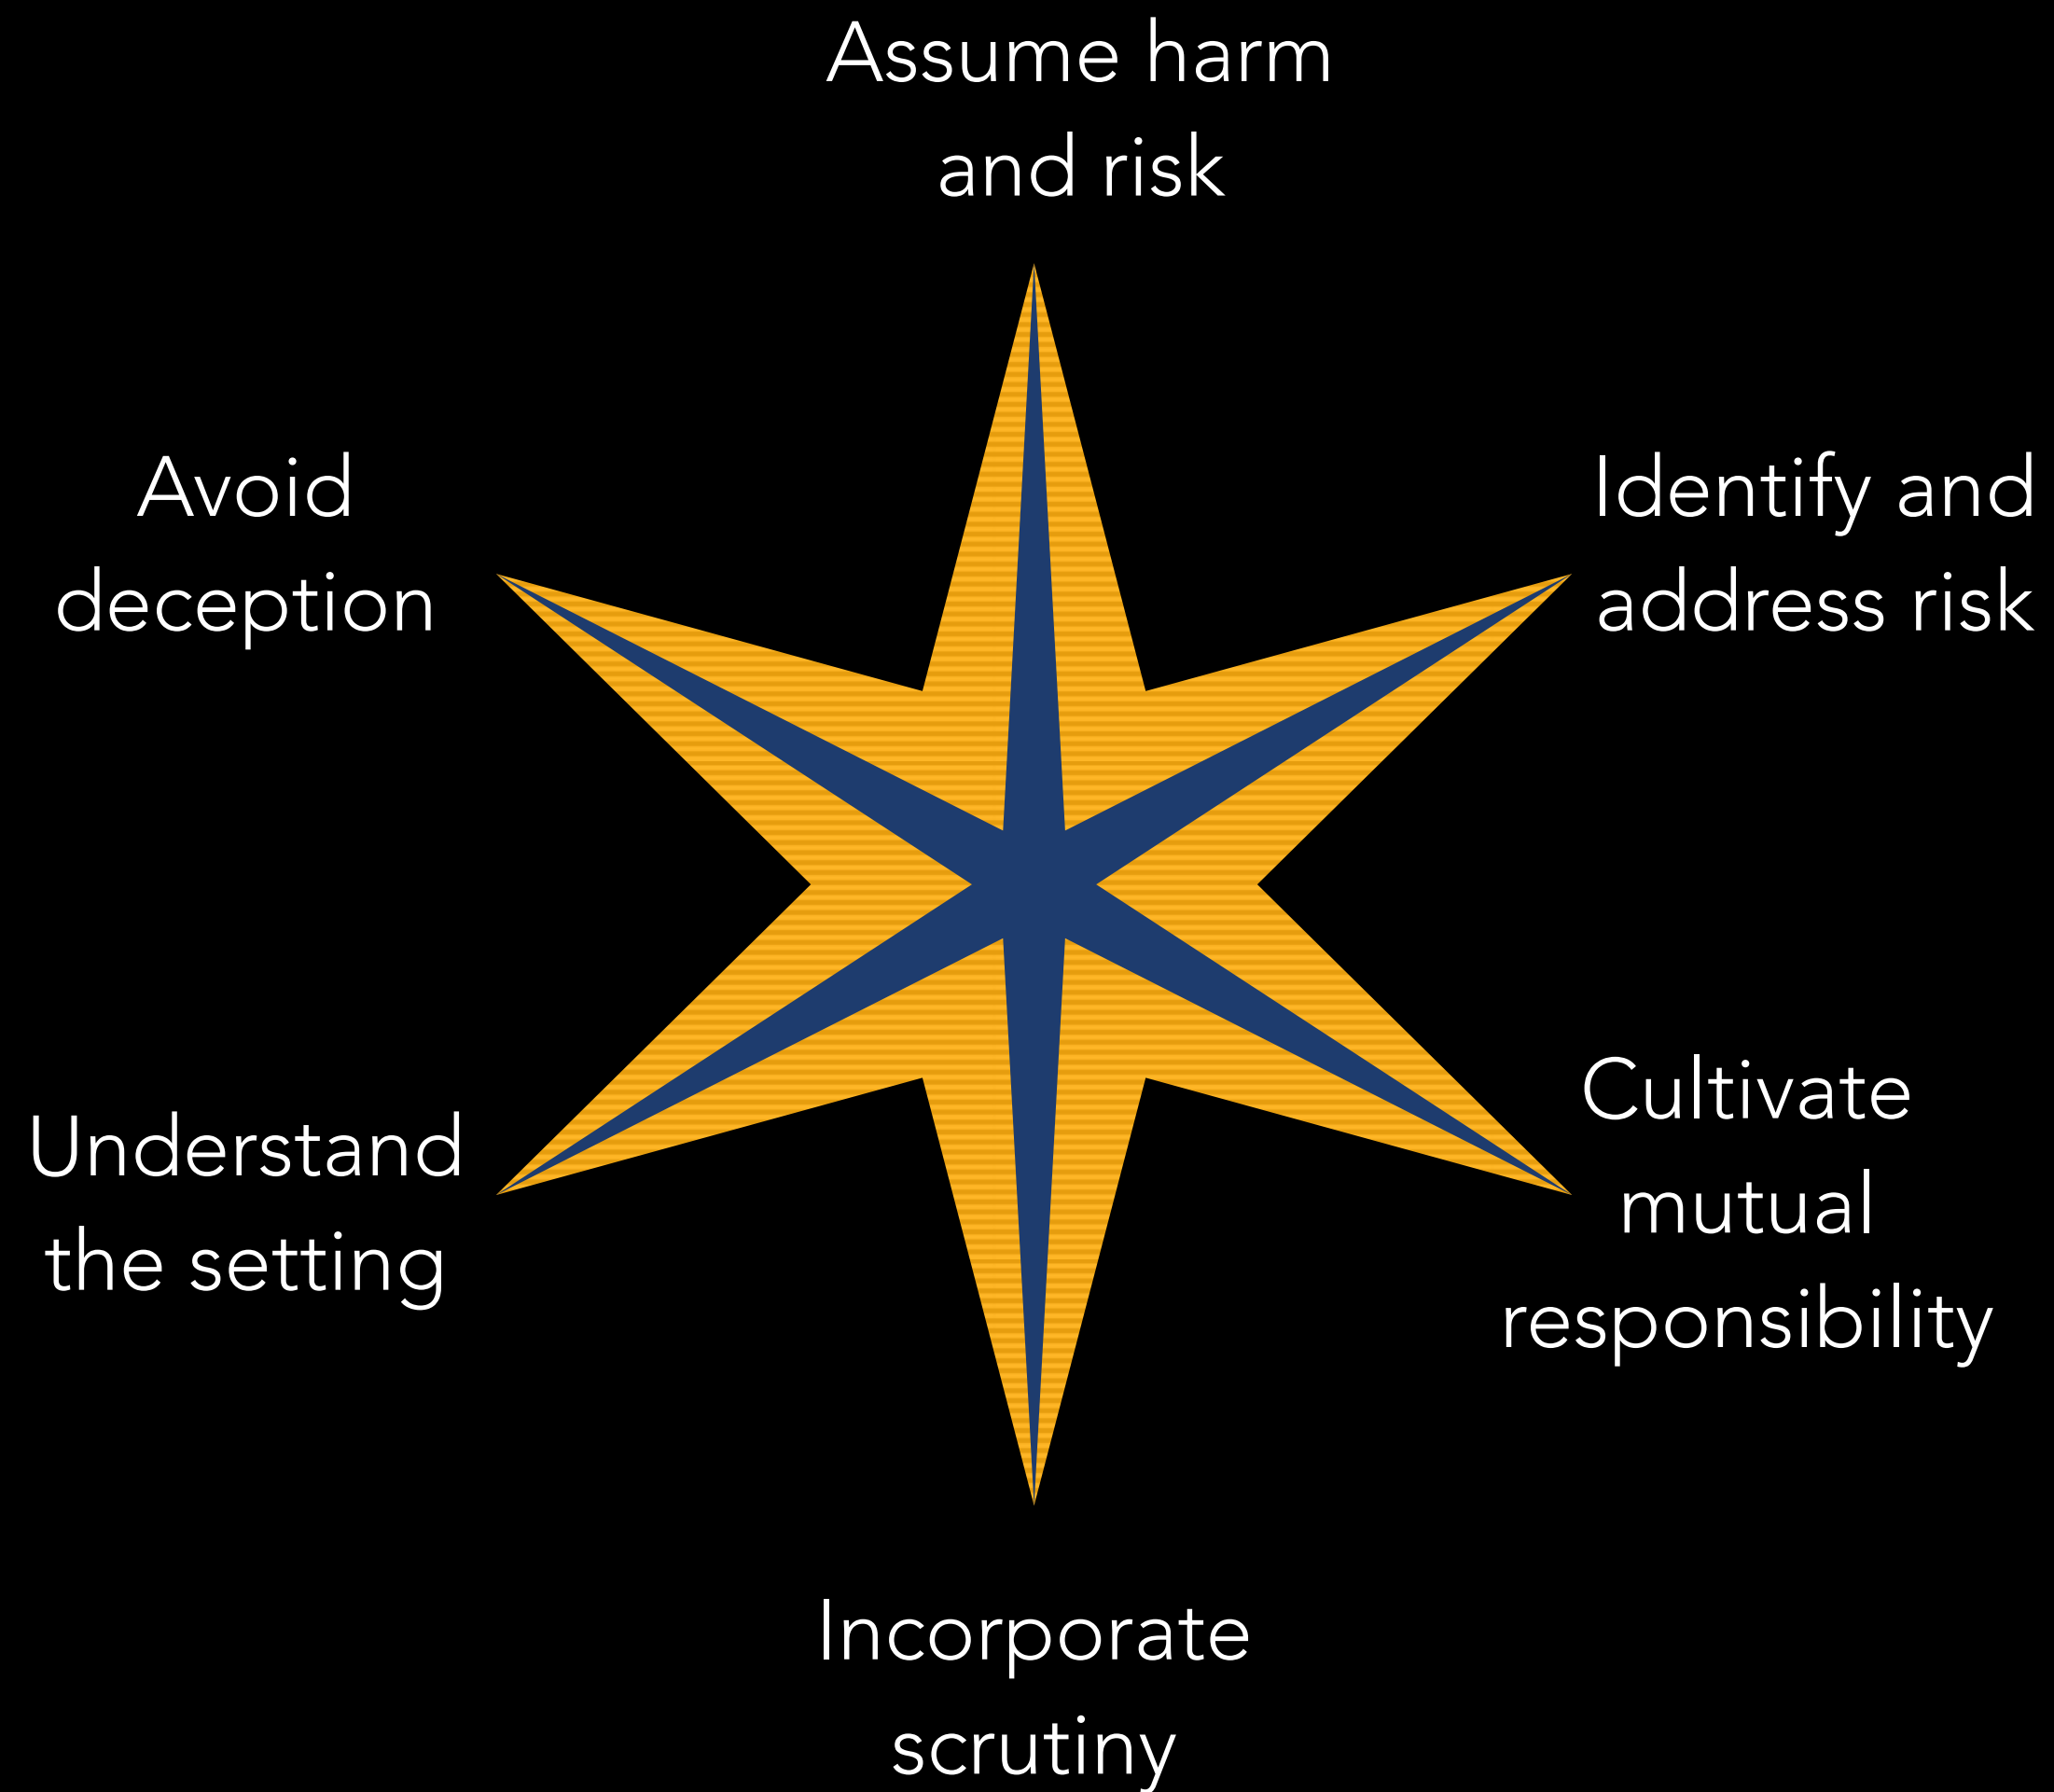 Assume harm
and risk
Avoid
deception
Identify and
address risk
Understand
the setting
Cultivate
mutual
responsibility
Incorporate
scrutiny